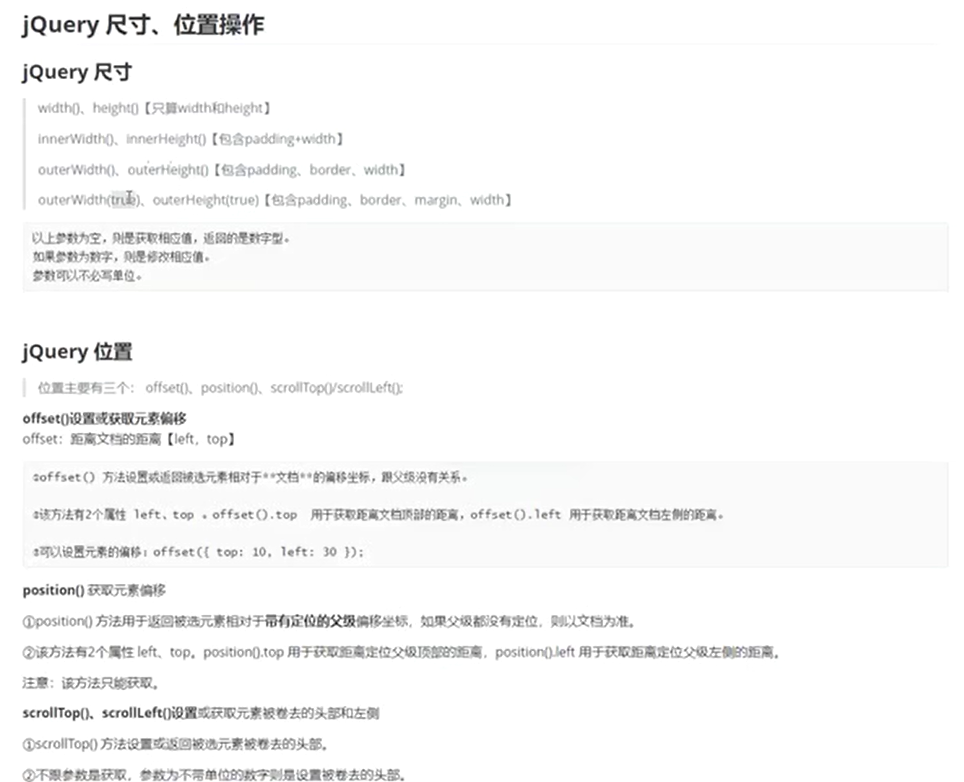 jQuery 尺寸、位置操作
jQuery 尺寸
width()、height()【只算width和height】
innerWidth()、innerHeight()【包含padding+width】
outerWidth()、outerHeight()【包含padding、border、width】
outerWidth(true)、outerHeight(true)【包含padding、border、margin、width】
以上参数为空，则是获取相应值，返回的是数字型。
如果参数为数字，则是修改相应值。
参数可以不必写单位。
jQuery 位置
位置主要有三个： offset()、position()、scrollTop()/scrollLeft();
offset()设置或获取元素偏移
offset：距离文档的距离【left，top】
①offset() 方法设置或返回被选元素相对于**文档**的偏移坐标，跟父级没有关系。
②该方法有2个属性 left、top 。offset().top 用于获取距离文档顶部的距离，offset().left 用于获取距离文档左侧的距离。
③可以设置元素的偏移：offset({ top: 10, left: 30 });
position() 获取元素偏移
①position() 方法用于返回被选元素相对于带有定位的父级偏移坐标，如果父级都没有定位，则以文档为准。
②该方法有2个属性 left、top。position().top 用于获取距离定位父级顶部的距离，position().left 用于获取距离定位父级左侧的距离。
注意：该方法只能获取。
scrollTop()、scrollLeft()设置或获取元素被卷去的头部和左侧
①scrollTop() 方法设置或返回被选元素被卷去的头部。
②不跟参数是获取，参数为不带单位的数字则是设置被卷去的头部。